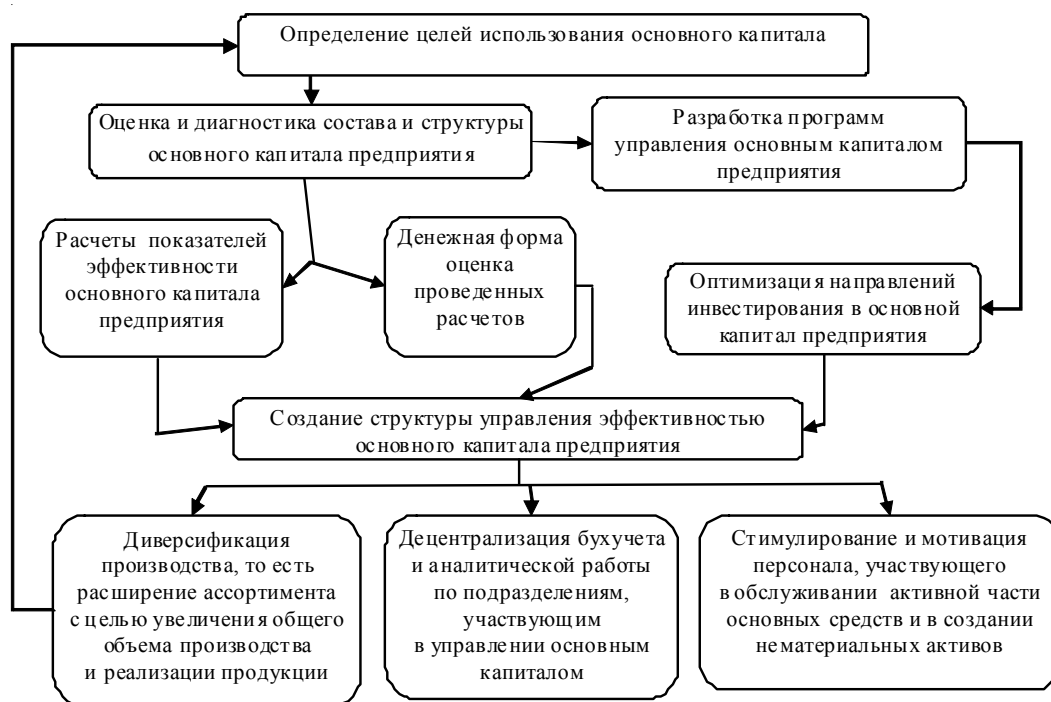 Определение целей использования основного капитала
Оценка и диагностика состава и структуры
основного капитала предприятия
Разработка программ
управления основным капиталом
предприятия
Расчеты показателей
эффективности
основного капитала
предприятия
Денежная форма
оценка
проведенных
расчетов
Оптимизация направлений
инвестирования в основной
капитал предприятия
Создание структуры управления эффективностью
основного капитала предприятия
Диверсификация
производства, то есть
расширение ассортимента
с целью увеличения общего
объема производства
и реализации продукции
Децентрализация бухучета
и аналитической работы
по подразделениям,
участвующим
в управлении основным
капиталом
Стимулирование и мотивация
персонала, участвующего
в обслуживании активной части
основных средств и в создании
нематериальных активов